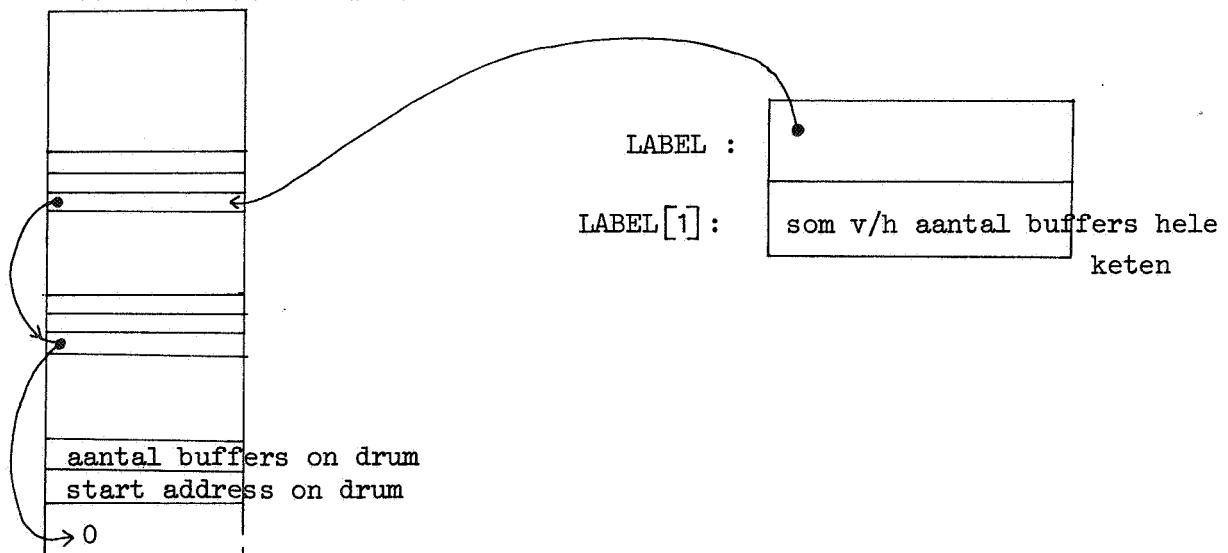 LABEL :
LABEL[1]: som v/h aantal buffers hele
keten
aantal buffers on drum
start address on drum
0